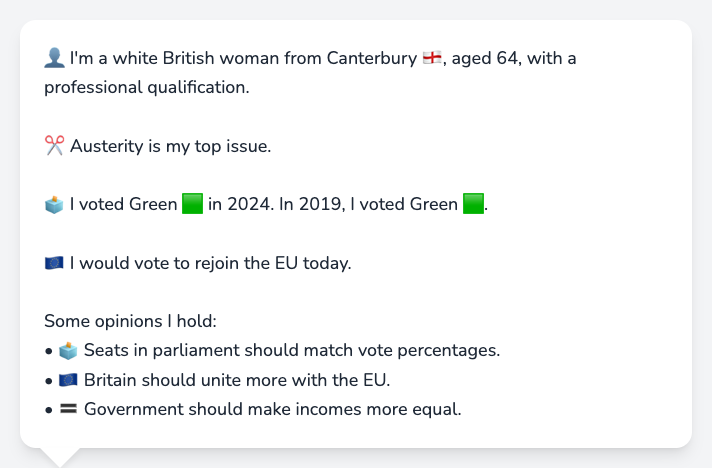 👤 I'm a white British woman from Canterbury 🏴󠁧󠁢󠁥󠁮󠁧󠁿, aged 64, with a
professional qualification.
✂️ Austerity is my top issue.
🗳️ I voted Green 🟩 in 2024. In 2019, I voted Green 🟩.
🇪🇺 I would vote to rejoin the EU today.
Some opinions I hold:
• 🗳️ Seats in parliament should match vote percentages.
• 🇪🇺 Britain should unite more with the EU.
• 🟰 Government should make incomes more equal.